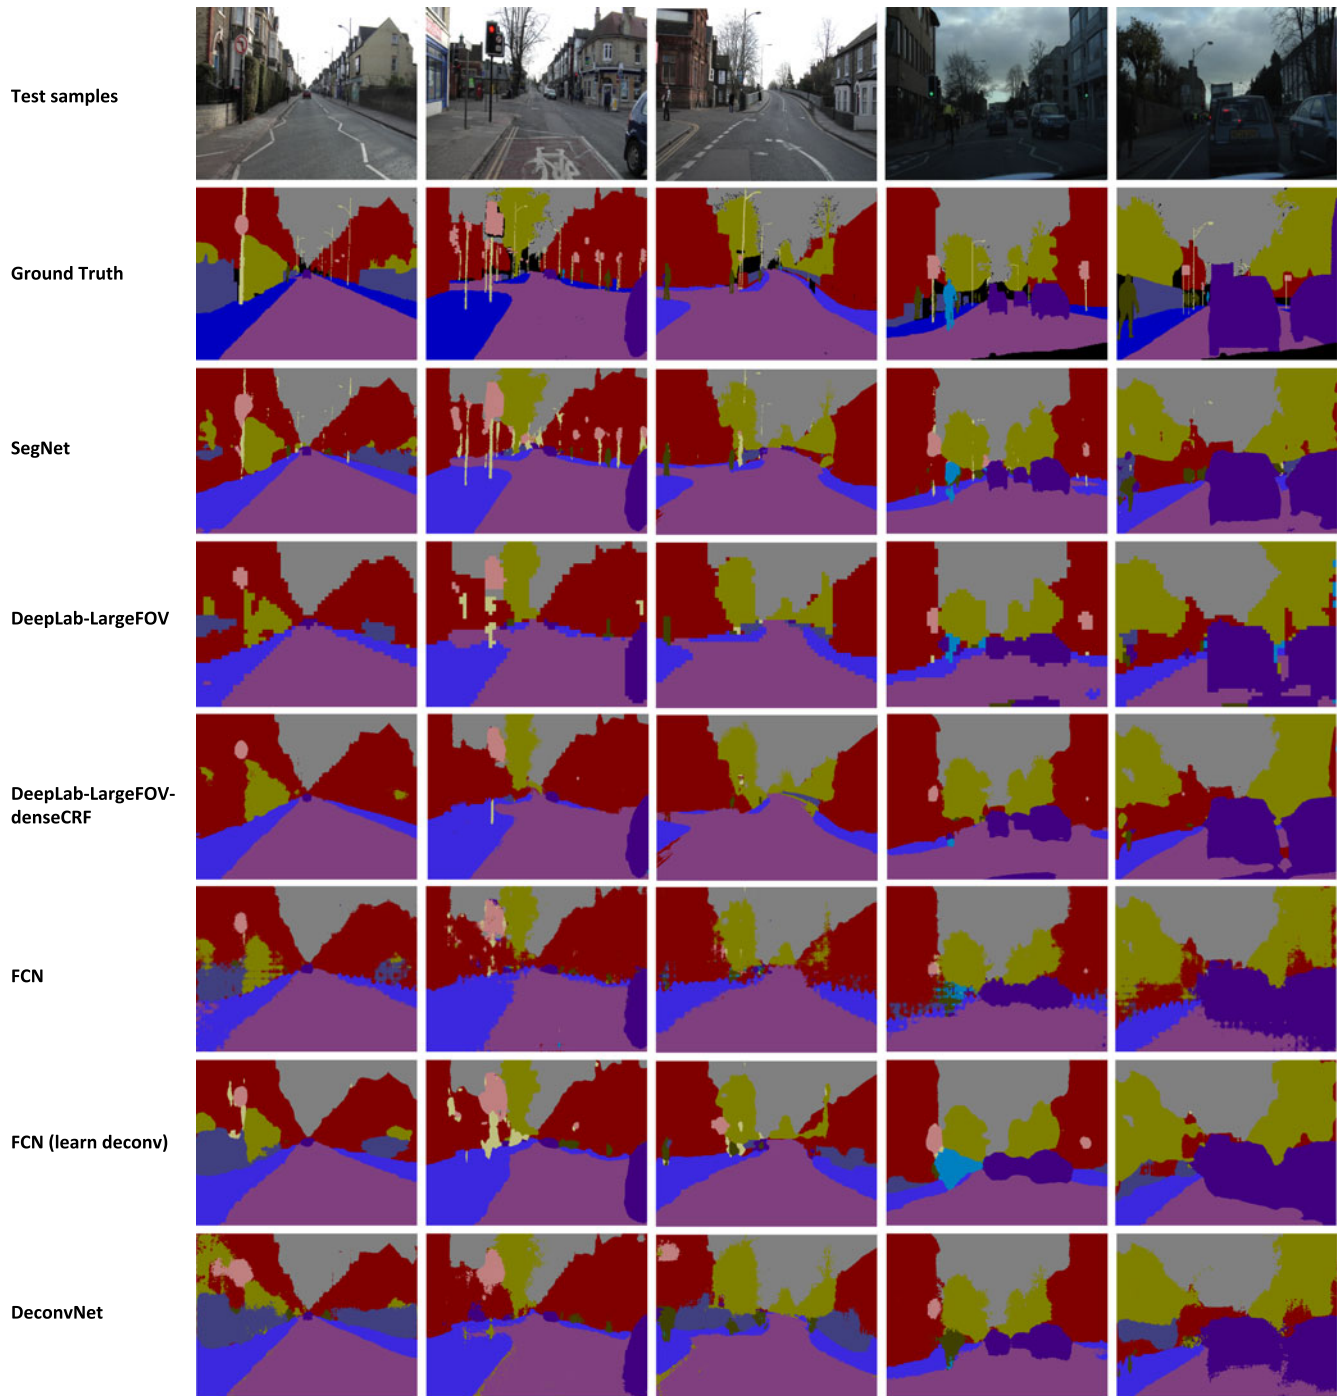 Test samples
Ground Truth
SegNet
DeepLab-LargeFOV
DeepLab-LargeFOV-
denseCRF
FCN
FCN (learn deconv)
DeconvNet